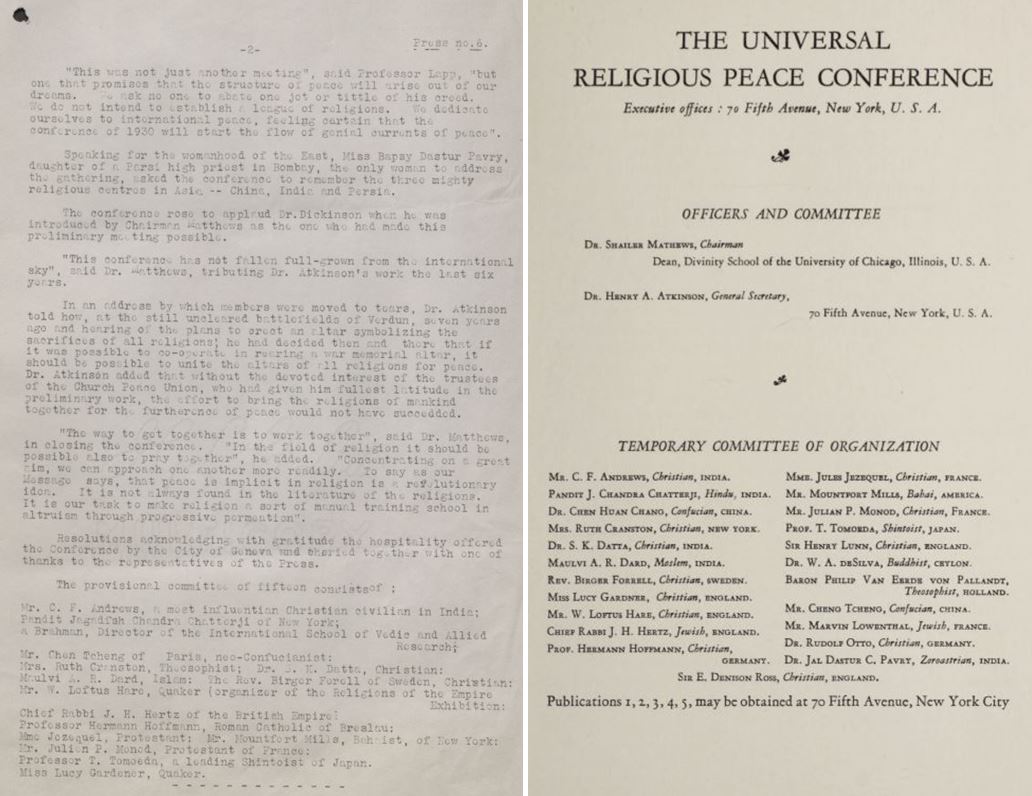 -2-
Press no.6.
"This was not just another meeting", said Professor Lapp, "but
one that promises that the structure of peace will arise out of our
dreams. We ask no one to abate one jot or tittle of his creed.
We do not intend to establish a league of religions. We dedicate
ourselves to international peace, feeling certain that the
conference of 1930 will start the flow of genial currents of peace".
Speaking for the womanhood of the East, Miss Bapsy Dastur Pavry,
daughter of a Parsi high priest in Bombay, the only woman to address
the gathering, asked the conference to remember the three mighty
religious centres in Asia -- China, India and Persia.
The conference rose to applaud Dr.Dickinson when he was
introduced by Chairman Matthews as the one who had made this
preliminary meeting possible.
"This conference has not fallen full-grown from the international
sky", said Dr. Matthews, tributing Dr. Atkinson's work the last six
years.
In an address by which members were moved to tears, Dr. Atkinson
told how, at the still uncleared battlefields of Verdun, seven years
ago and hearing of the plans to erect an altar symbolizing the
sacrifices of all religions; he had decided then and there that if
it was possible to co-operate in rearing a war memorial altar, it
should be possible to unite the altars of all religions for peace.
Dr. Atkinson added that without the devoted interest of the trustees
of the Church Peace Union, who had given him fullest latitude in the
preliminary work, the effort to bring the religions of mankind
together for the furtherence of peace would not have succedded.
"The way to get together is to work together", said Dr. Matthews,
in closing the conference. "In the field of religion it should be
possible also to pray together", he added. "Concentrating on a great
aim, we can approach one another more readily. To say as our
Message says, that peace is implicit in religion is a revolutionary
idea. It is not always found in the literature of the religions.
It is our task to make religion a sort of manual training school in
altruism through progressive permeation".
Resolutions acknowledging with gratitude the hospitality offered
the Conference by the City of Geneva and together with one of
thanks to the representatives of the Press.
The provisional committee of fifteen consists of :
Mr. C. F. Andrews, a most influential Christian civilian in India;
Pandit Jagadish Chandra Chatterji of New York;
a Brahman, Director of the International School of Vedic and Allied
Research;
Mr. Chen Tcheng of Paris, neo-Confucianist:
Mrs. Ruth Cranston, Theosophist; Dr. S. K. Datta, Christian:
Maulvi A. R. Dard, Islam: The Rev. Birger Forell of Sweden, Christian:
Mr. W. Loftus Hare, Quaker (organizer of the Religions of the Empire
Exhibition:
Chief Rabbi J. H. Hertz of the British Empire:
Professor Hermann Hoffmann, Roman Catholic of Breslau:
Mme Jezequel, Protestant: Mr. Mountfort Mills, Bahaist, of New York:
Mr. Julien P. Monod, Protestant of France:
Professor T. Tomoeda, a leading Shintoist of Japan.
Miss Lucy Gardener, Quaker.
THE UNIVERSAL
RELIGIOUS PEACE CONFERENCE
Executive offices : 70 Fifth Avenue, New York, U. S. A.
OFFICERS AND COMMITTEE
Dr. Shailer Mathews, Chairman
Dean, Divinity School of the University of Chicago, Illinois, U. S. A.
Dr. Henry A. Atkinson, General Secretary,
70 Fifth Avenue, New York, U. S. A.
TEMPORARY COMMITTEE OF ORGANIZATION
Mr. C. F. Andrews, Christian, INDIA.
Pandit J. Chandra Chatterji, Hindu, INDIA.
Dr. Chen Huan Chang, Confucian, CHINA.
Mrs. Ruth Cranston, Christian, NEW YORK.
Dr. S. K. Datta, Christian, INDIA.
Maulvi A. R. Dard, Moslem, INDIA.
Rev. Birger Forrell, Christian, SWEDEN.
Miss Lucy Gardner, Christian, ENGLAND.
Mr. W. Loftus Hare, Christian, ENGLAND.
Chief Rabbi J. H. Hertz, Jewish, ENGLAND.
Prof. Hermann Hoffmann, Christian,
GERMANY.
Mme. Jules Jezequel, Christian, FRANCE.
Mr. Mountfort Mills, Bahai, AMERICA.
Mr. Julian P. Monod, Christian, FRANCE.
Prof. T. Tomoeda, Shintoist, JAPAN.
Sir Henry Lunn, Christian, ENGLAND.
Dr. W. A. deSilva, Buddhist, CEYLON.
Baron Philip Van Eerde von Pallandt,
Theosophist, HOLLAND.
Mr. Cheng Tcheng, Confucian, CHINA.
Mr. Marvin Lowenthal, Jewish, FRANCE.
Dr. Rudolf Otto, Christian, GERMANY.
Dr. Jal Dastur C. Pavry, Zoroastrian, INDIA.
Sir E. Denison Ross, Christian, ENGLAND.
Publications 1, 2, 3, 4, 5, may be obtained at 70 Fifth Avenue, New York City